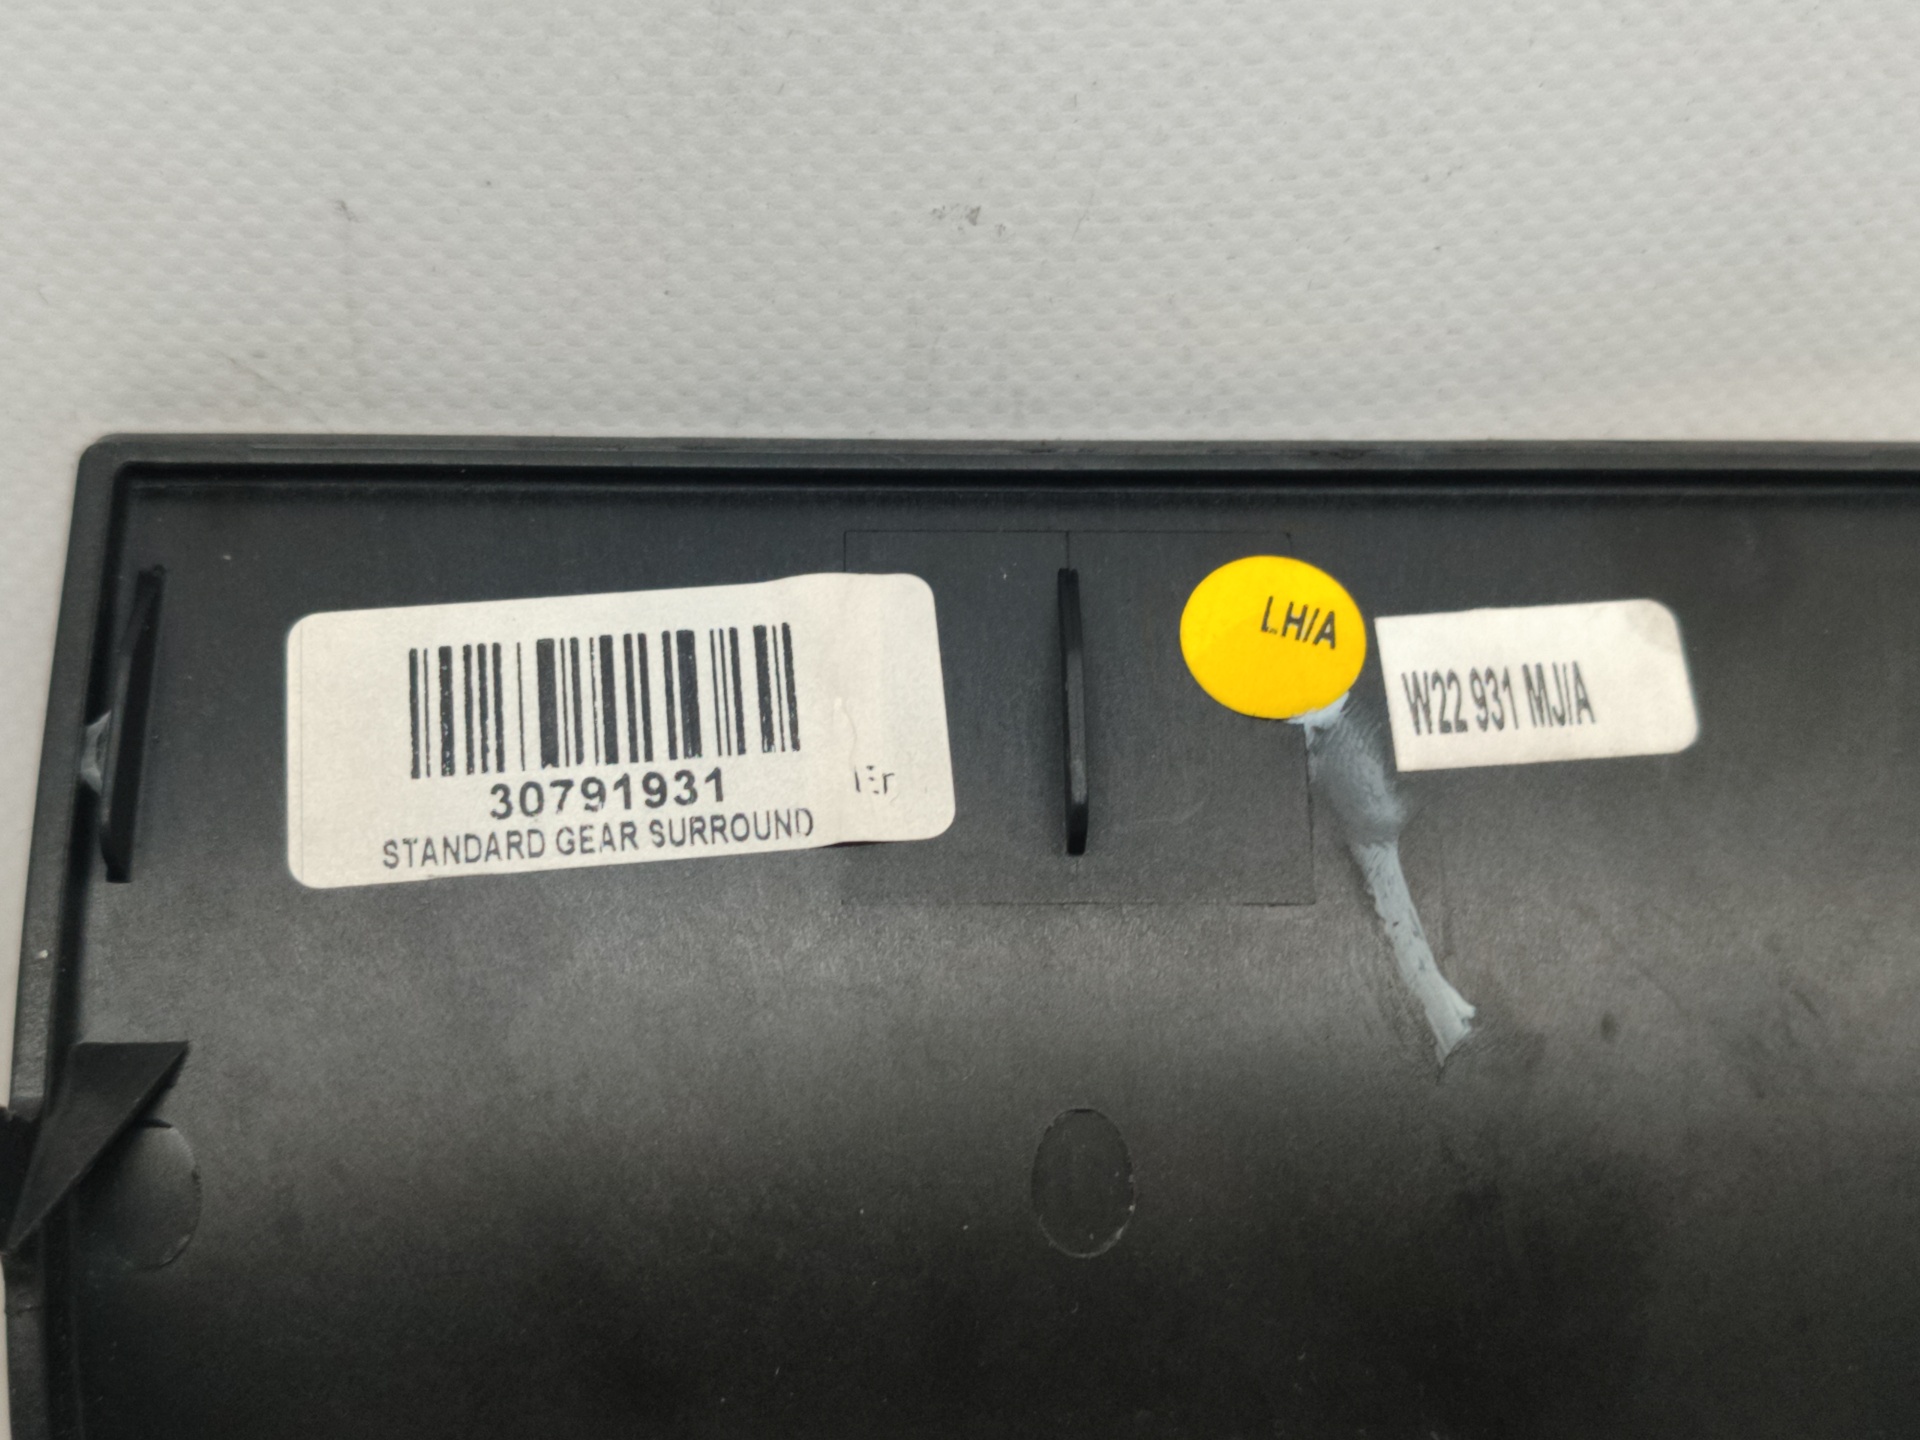 30791931
STANDARD GEAR SURROUND
LH/A
W22 931 MJ/A